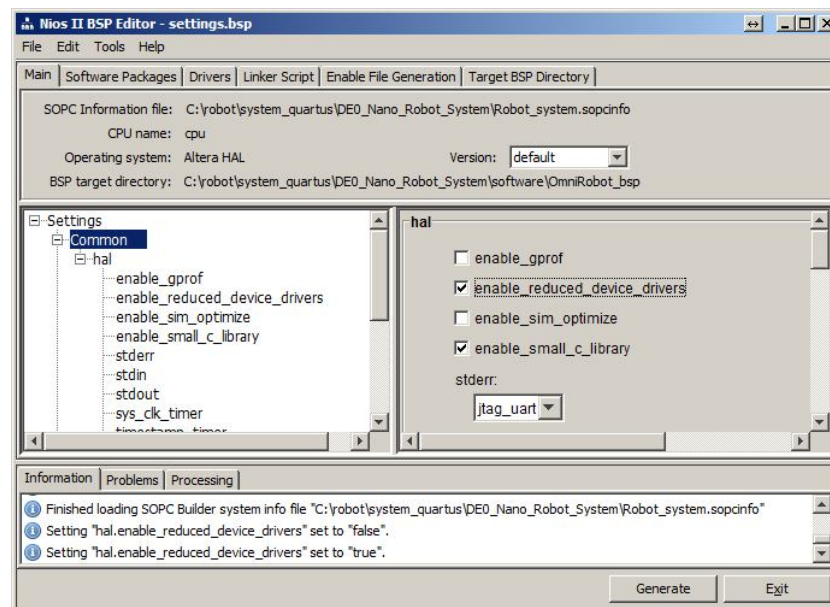 Nios II BSP Editor - settings.bsp
File Edit Tools Help
Main Software Packages Drivers Linker Script Enable File Generation Target BSP Directory
SOPC Information file: C:\robot\system_quartus\DE0_Nano_Robot_System\Robot_system.sopcinfo
CPU name: cpu
Operating system: Altera HAL Version: default
BSP target directory: C:\robot\system_quartus\DE0_Nano_Robot_System\software\OmniRobot_bsp
Settings
Common
hal
enable_gprof
enable_reduced_device_drivers
enable_sim_optimize
enable_small_c_library
stderr
stdin
stdout
sys_clk_timer
timestamp_timer
hal
enable_gprof
enable_reduced_device_drivers
enable_sim_optimize
enable_small_c_library
stderr:
jtag_uart
Information Problems Processing
Finished loading SOPC Builder system info file "C:\robot\system_quartus\DE0_Nano_Robot_System\Robot_system.sopcinfo"
Setting "hal.enable_reduced_device_drivers" set to "false".
Setting "hal.enable_reduced_device_drivers" set to "true".
Generate Exit